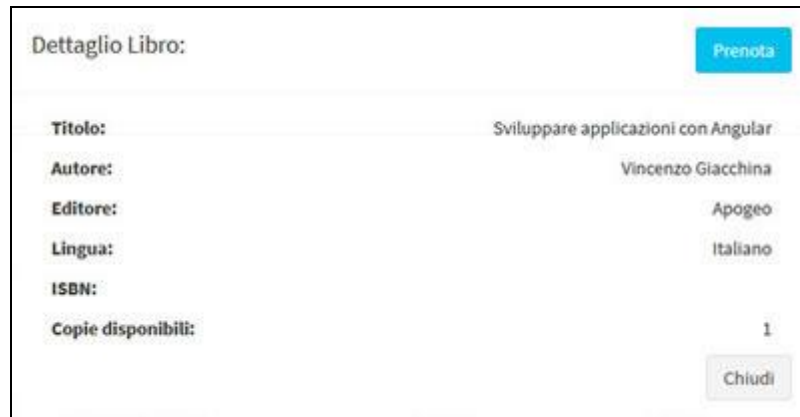 Dettaglio Libro:
Prenota
Titolo: Sviluppare applicazioni con Angular
Autore: Vincenzo Giacchina
Editore: Apogeo
Lingua: Italiano
ISBN:
Copie disponibili: 1
Chiudi